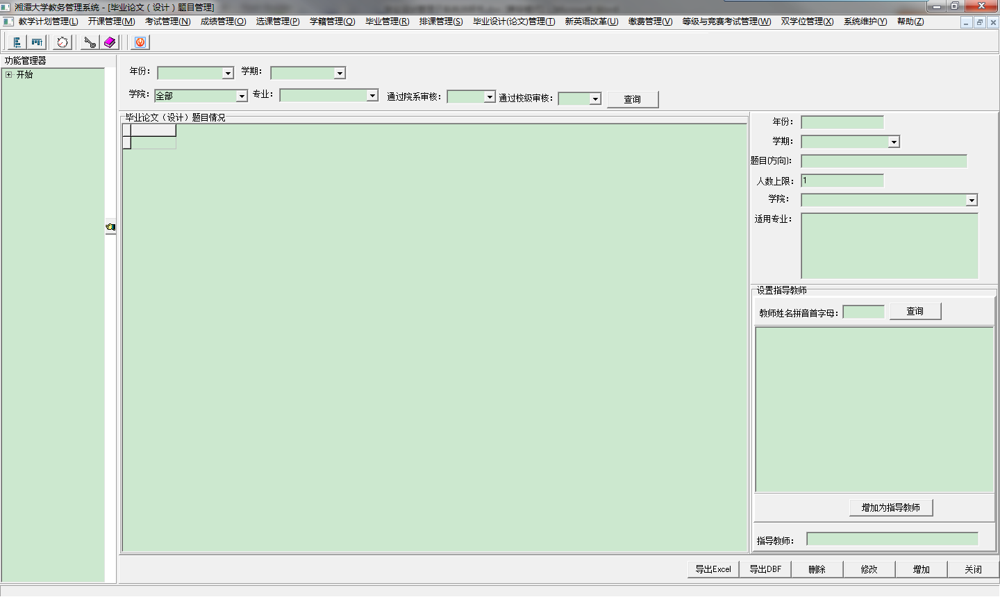 湘潭大学教务管理系统 - [毕业论文（设计）题目管理]
教学计划管理(L) 开课管理(M) 考试管理(N) 成绩管理(O) 选课管理(P) 学籍管理(Q) 毕业管理(R) 排课管理(S) 毕业设计(论文)管理(T) 新英语改革(U) 缴费管理(V) 等级与竞赛考试管理(W) 双学位管理(X) 系统维护(Y) 帮助(Z)
功能管理器
开始
年份： 学期：
学院： 全部 专业： 通过院系审核： 通过校级审核： 查询
毕业论文（设计）题目情况
年份：
学期：
题目(方向)：
人数上限： 1
学院：
适用专业：
设置指导教师
教师姓名拼音首字母： 查询
增加为指导教师
指导教师：
导出Excel 导出DBF 删除 修改 增加 关闭